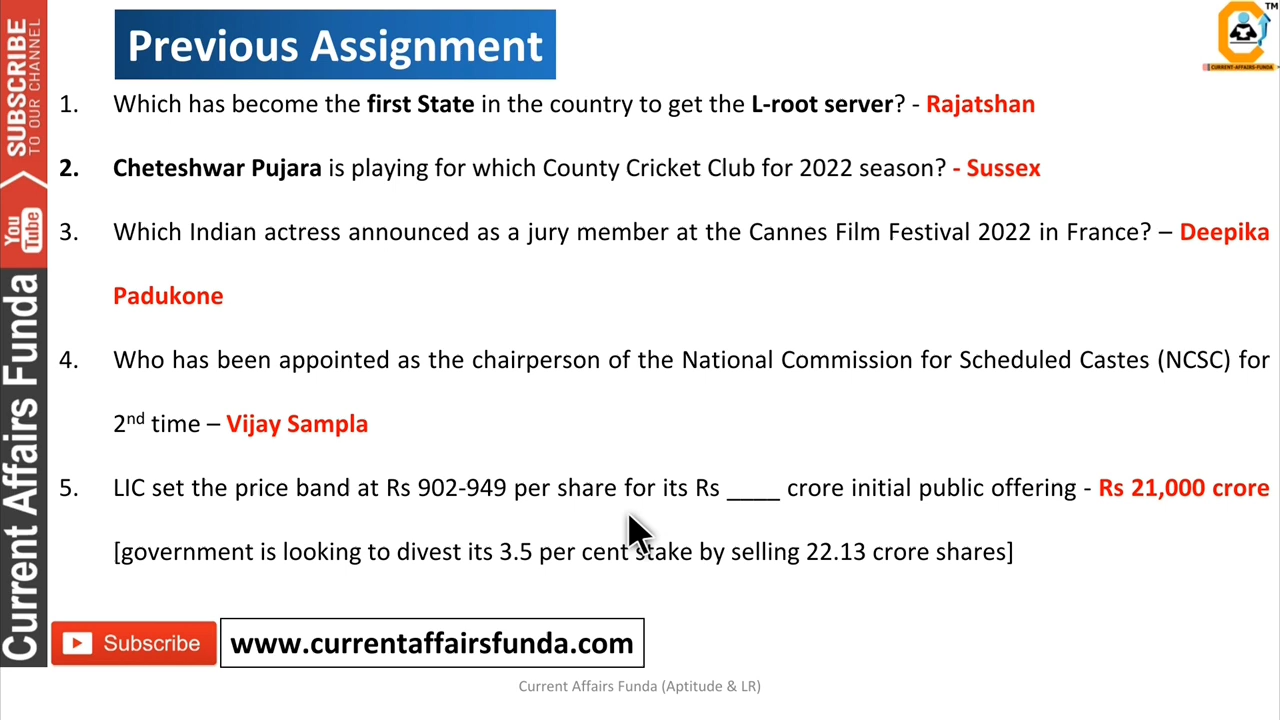 Previous Assignment
1. Which has become the first State in the country to get the L-root server? - Rajatshan
2. Cheteshwar Pujara is playing for which County Cricket Club for 2022 season? - Sussex
3. Which Indian actress announced as a jury member at the Cannes Film Festival 2022 in France? – Deepika
Padukone
4. Who has been appointed as the chairperson of the National Commission for Scheduled Castes (NCSC) for
2nd time – Vijay Sampla
5. LIC set the price band at Rs 902-949 per share for its Rs ____ crore initial public offering - Rs 21,000 crore
[government is looking to divest its 3.5 per cent stake by selling 22.13 crore shares]
Subscribe
www.currentaffairsfunda.com
Current Affairs Funda (Aptitude & LR)
SUBSCRIBE
TO OUR CHANNEL
You
Tube
Current Affairs Funda
TM
CURRENT-AFFAIRS-FUNDA